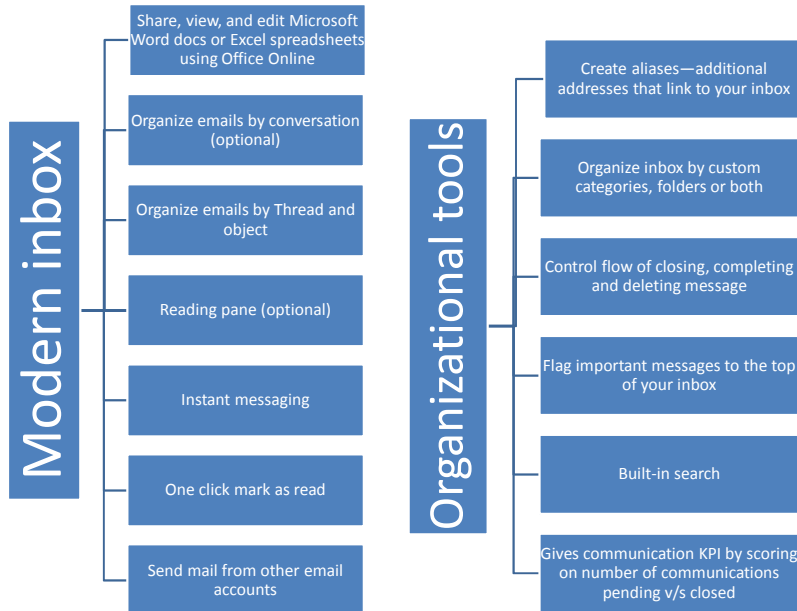 Modern inbox
Share, view, and edit Microsoft
Word docs or Excel spreadsheets
using Office Online
Organize emails by conversation
(optional)
Organize emails by Thread and
object
Reading pane (optional)
Instant messaging
One click mark as read
Send mail from other email
accounts
Organizational tools
Create aliases—additional
addresses that link to your inbox
Organize inbox by custom
categories, folders or both
Control flow of closing, completing
and deleting message
Flag important messages to the top
of your inbox
Built-in search
Gives communication KPI by scoring
on number of communications
pending v/s closed